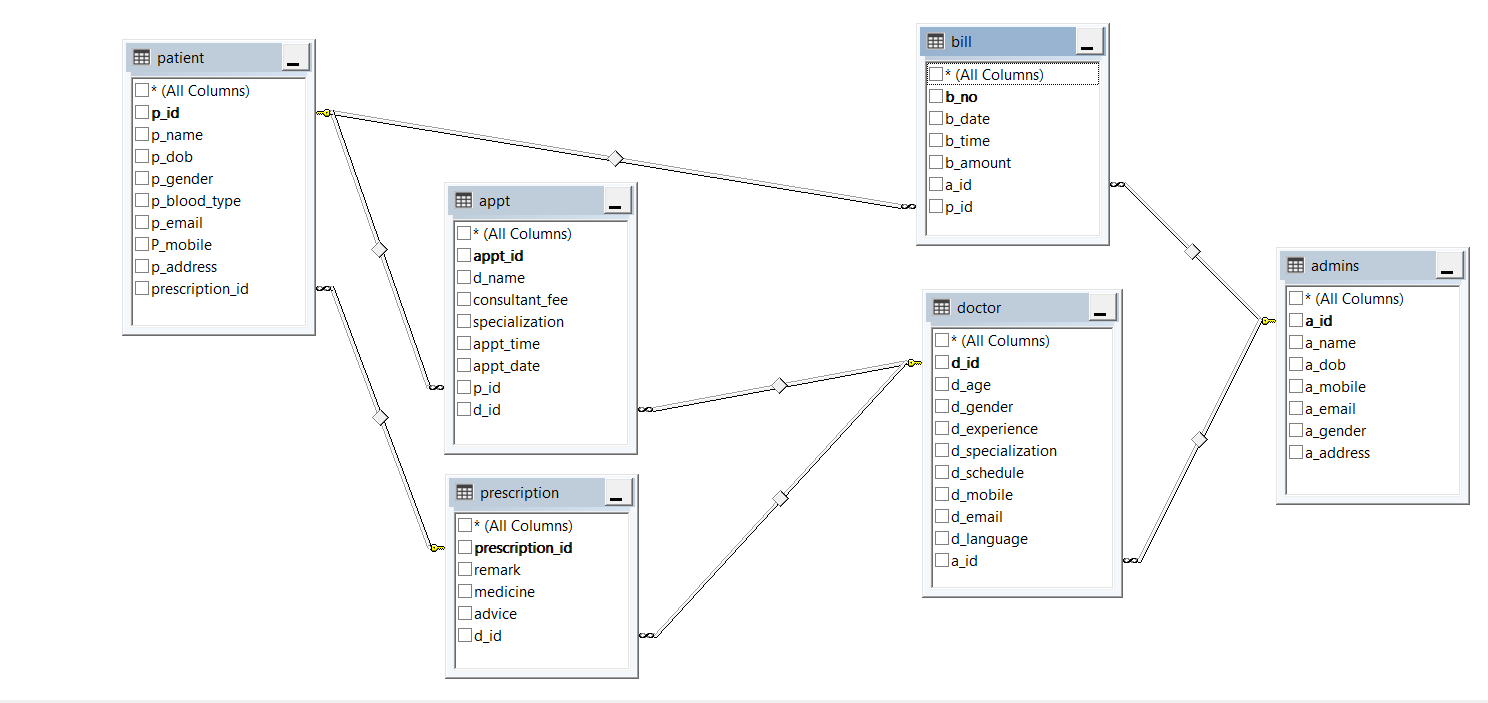 patient
* (All Columns)
p_id
p_name
p_dob
p_gender
p_blood_type
p_email
P_mobile
p_address
prescription_id
appt
* (All Columns)
appt_id
d_name
consultant_fee
specialization
appt_time
appt_date
p_id
d_id
prescription
* (All Columns)
prescription_id
remark
medicine
advice
d_id
bill
* (All Columns)
b_no
b_date
b_time
b_amount
a_id
p_id
doctor
* (All Columns)
d_id
d_age
d_gender
d_experience
d_specialization
d_schedule
d_mobile
d_email
d_language
a_id
admins
* (All Columns)
a_id
a_name
a_dob
a_mobile
a_email
a_gender
a_address